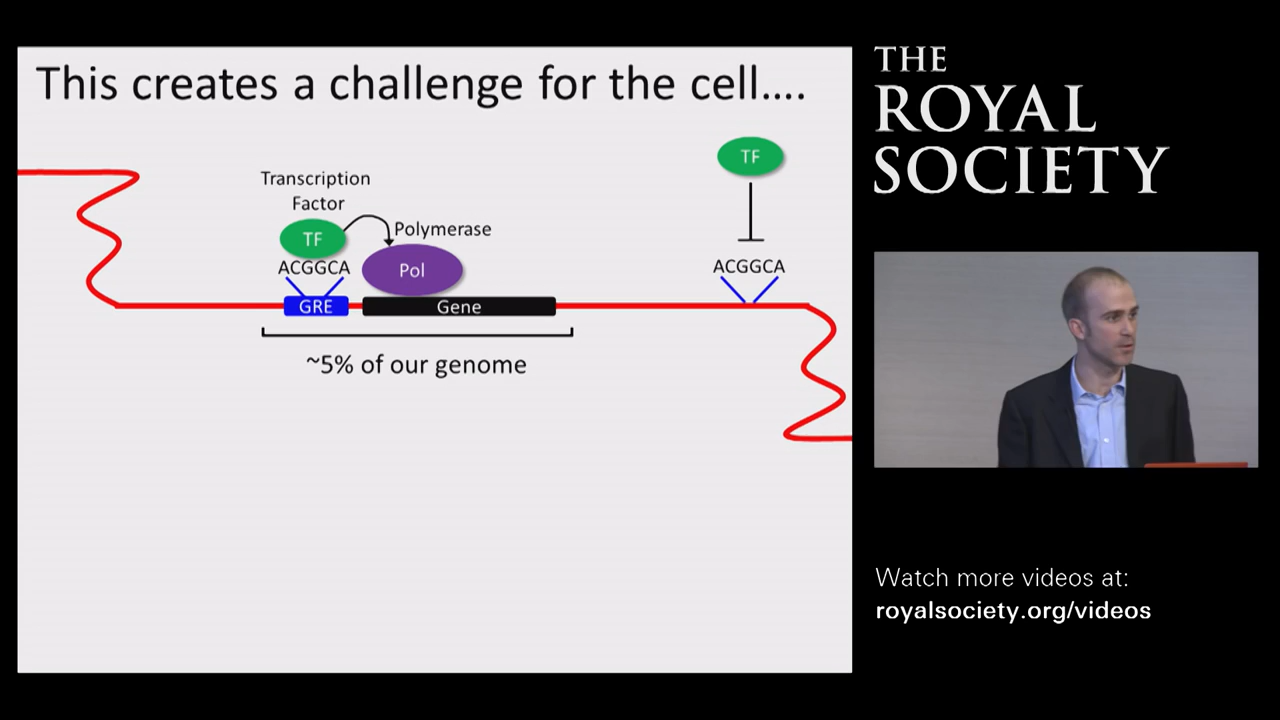 This creates a challenge for the cell....
TF
Transcription
Factor
TF
Polymerase
ACGGCA
Pol
ACGGCA
GRE
Gene
~5% of our genome
THE
ROYAL
SOCIETY
Watch more videos at:
royalsociety.org/videos